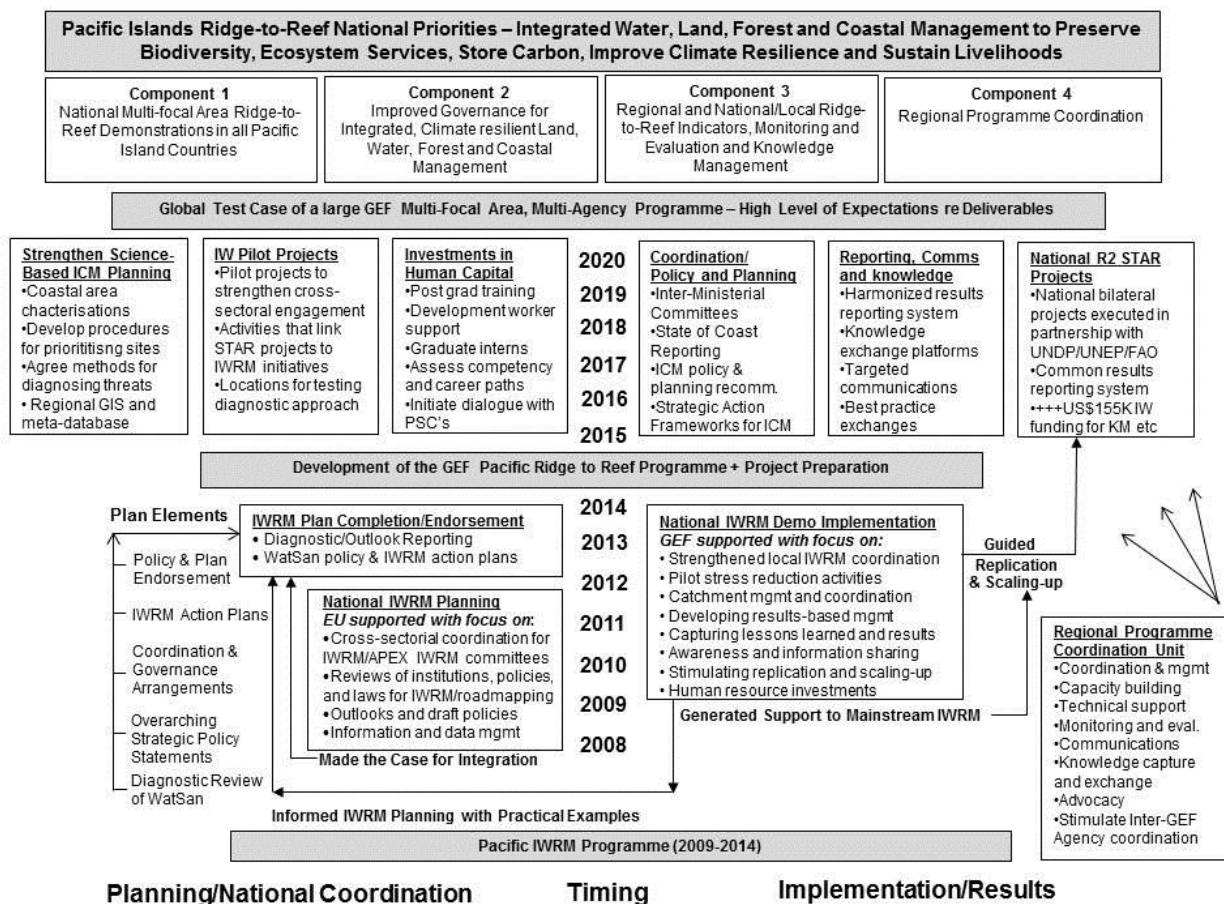 Pacific Islands Ridge-to-Reef National Priorities – Integrated Water, Land, Forest and Coastal Management to Preserve
Biodiversity, Ecosystem Services, Store Carbon, Improve Climate Resilience and Sustain Livelihoods
Component 1
National Multi-focal Area Ridge-
to-Reef Demonstrations in all Pacific
Island Countries
Component 2
Improved Governance for
Integrated, Climate resilient Land,
Water, Forest and Coastal
Management
Component 3
Regional and National/Local Ridge-
to-Reef Indicators, Monitoring and
Evaluation and Knowledge
Management
Component 4
Regional Programme Coordination
Global Test Case of a large GEF Multi-Focal Area, Multi-Agency Programme – High Level of Expectations re Deliverables
Strengthen Science-
Based ICM Planning
•Coastal area
chacterisations
•Develop procedures
for prioritising sites
•Agree methods for
diagnosing threats
• Regional GIS and
meta-database
IW Pilot Projects
•Pilot projects to
strengthen cross-
sectoral engagement
•Activities that link
STAR projects to
IWRM initiatives
•Locations for testing
diagnostic approach
Investments in
Human Capital
•Post grad training
•Development worker
support
•Graduate interns
•Assess competency
and career paths
•Initiate dialogue with
PSC's
2020
2019
2018
2017
2016
2015
Coordination/
Policy and Planning
•Inter-Ministerial
Committees
•State of Coast
Reporting
•ICM policy &
planning recomm.
•Strategic Action
Frameworks for ICM
Reporting, Comms
and knowledge
•Harmonized results
reporting system
•Knowledge
exchange platforms
•Targeted
communications
•Best practice
exchanges
National R2 STAR
Projects
•National bilateral
projects executed in
partnership with
UNDP/UNEP/FAO
•Common results
reporting system
•+++US$155K IW
funding for KM etc
Development of the GEF Pacific Ridge to Reef Programme + Project Preparation
Plan Elements
Policy & Plan
Endorsement
IWRM Action Plans
Coordination &
Governance
Arrangements
Overarching
Strategic Policy
Statements
Diagnostic Review
of WatSan
IWRM Plan Completion/Endorsement
• Diagnostic/Outlook Reporting
• WatSan policy & IWRM action plans
National IWRM Planning
EU supported with focus on:
•Cross-sectorial coordination for
IWRM/APEX IWRM committees
•Reviews of institutions, policies,
and laws for IWRM/roadmapping
•Outlooks and draft policies
•Information and data mgmt
Made the Case for Integration
2014
2013
2012
2011
2010
2009
2008
National IWRM Demo Implementation
GEF supported with focus on:
• Strengthened local IWRM coordination
• Pilot stress reduction activities
• Catchment mgmt and coordination
• Developing results-based mgmt
• Capturing lessons learned and results
• Awareness and information sharing
• Stimulating replication and scaling-up
• Human resource investments
Guided
Replication
& Scaling-up
Generated Support to Mainstream IWRM
Regional Programme
Coordination Unit
•Coordination & mgmt
•Capacity building
•Technical support
•Monitoring and eval.
•Communications
•Knowledge capture
and exchange
•Advocacy
•Stimulate Inter-GEF
Agency coordination
Informed IWRM Planning with Practical Examples
Pacific IWRM Programme (2009-2014)
Planning/National Coordination
Timing
Implementation/Results